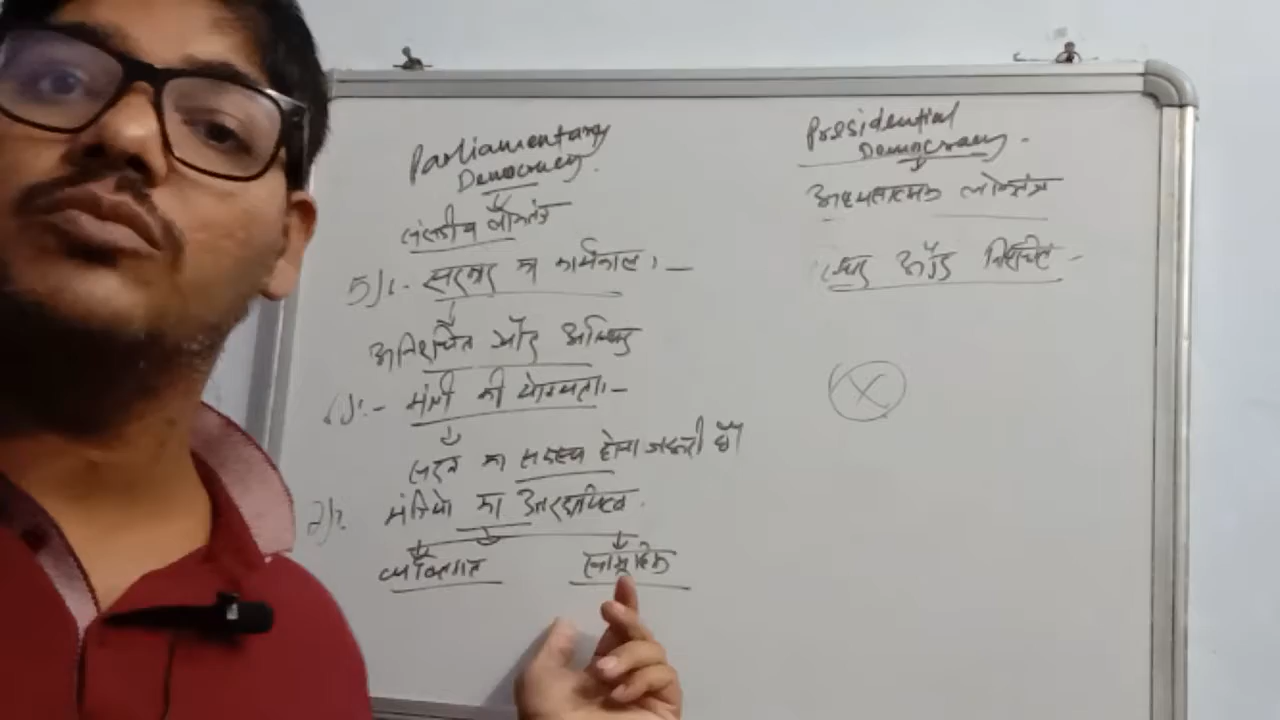 Parliamentary
Democracy.
संसदीय लोकतंत्र
5). सरकार का कार्यकाल :-
अनिश्चित और अस्थिर
6) :- मंत्री की योग्यता :-
सदन का सदस्य होना जरूरी है।
7). मंत्रियो का उत्तरदायित्व
व्यक्तिगत सामूहिक
Presidential
Democracy.
अध्यक्षात्मक लोकतंत्र
स्थिर और निश्चित -
X